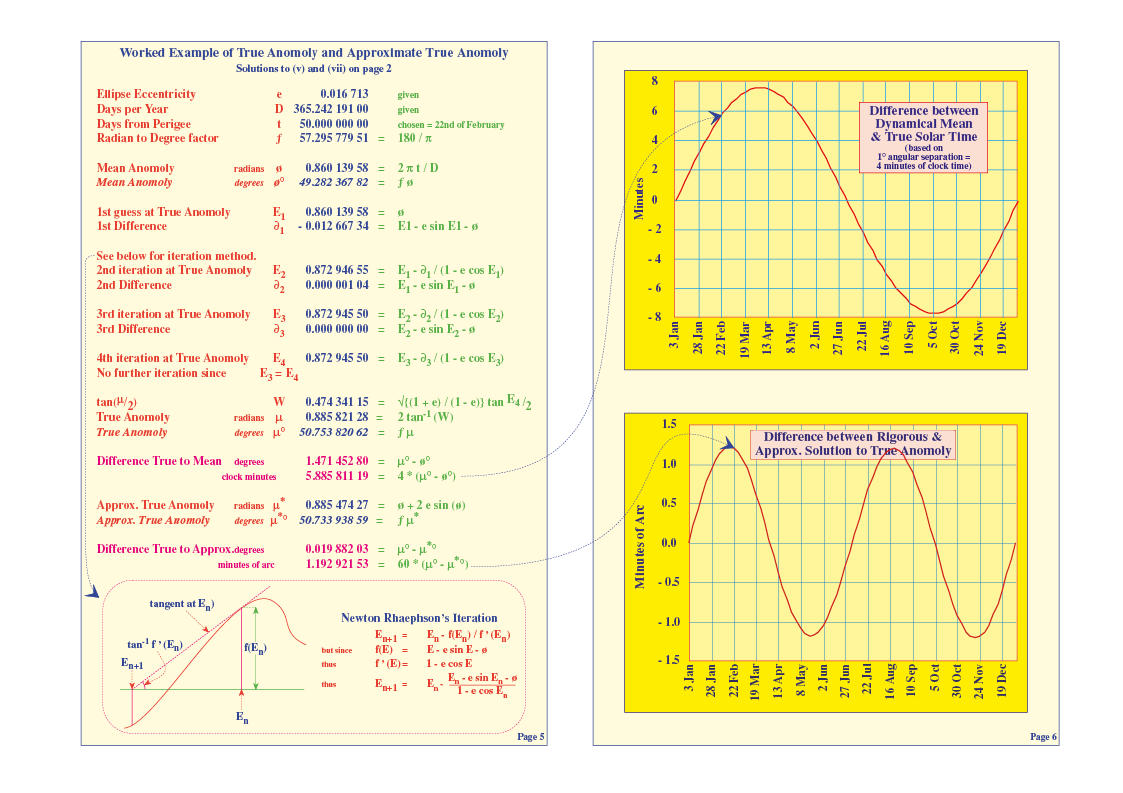 Worked Example of True Anomoly and Approximate True Anomoly
Solutions to (v) and (vii) on page 2
Ellipse Eccentricity e 0.016 713 given
Days per Year D 365.242 191 00 given
Days from Perigee t 50.000 000 00 chosen = 22nd of February
Radian to Degree factor f 57.295 779 51 = 180 / π
Mean Anomoly radians ø 0.860 139 58 = 2 π t / D
Mean Anomoly degrees ø° 49.282 367 82 = f ø
1st guess at True Anomoly E1 0.860 139 58 = ø
1st Difference ∂1 - 0.012 667 34 = E1 - e sin E1 - ø
See below for iteration method.
2nd iteration at True Anomoly E2 0.872 946 55 = E1 - ∂1 / (1 - e cos E1)
2nd Difference ∂2 0.000 001 04 = E1 - e sin E1 - ø
3rd iteration at True Anomoly E3 0.872 945 50 = E2 - ∂2 / (1 - e cos E2)
3rd Difference ∂3 0.000 000 00 = E2 - e sin E2 - ø
4th iteration at True Anomoly E4 0.872 945 50 = E3 - ∂3 / (1 - e cos E3)
No further iteration since E3 = E4
tan(μ/2) W 0.474 341 15 = √{(1 + e) / (1 - e)} tan E4 /2
True Anomoly radians μ 0.885 821 28 = 2 tan-1 (W)
True Anomoly degrees μ° 50.753 820 62 = f μ
Difference True to Mean degrees 1.471 452 80 = μ° - ø°
clock minutes 5.885 811 19 = 4 * (μ° - ø°)
Approx. True Anomoly radians μ* 0.885 474 27 = ø + 2 e sin (ø)
Approx. True Anomoly degrees μ*° 50.733 938 59 = f μ*
Difference True to Approx. degrees 0.019 882 03 = μ° - μ*°
minutes of arc 1.192 921 53 = 60 * (μ° - μ*°)
tangent at En)
tan-1 f '(En)
En+1
f(En)
En
Newton Rhaephson's Iteration
En+1 = En - f(En) / f '(En)
but since f(E) = E - e sin E - ø
thus f '(E) = 1 - e cos E
thus En+1 = En - En - e sin En - ø
1 - e cos En
Page 5
8
6
4
2
0
- 2
- 4
- 6
- 8
Minutes
Difference between
Dynamical Mean
& True Solar Time
(based on
1° angular separation =
4 minutes of clock time)
3 Jan
28 Jan
22 Feb
19 Mar
13 Apr
8 May
2 Jun
27 Jun
22 Jul
16 Aug
10 Sep
5 Oct
30 Oct
24 Nov
19 Dec
1.5
1.0
0.5
0.0
- 0.5
- 1.0
- 1.5
Minutes of Arc
Difference between Rigorous &
Approx. Solution to True Anomoly
3 Jan
28 Jan
22 Feb
19 Mar
13 Apr
8 May
2 Jun
27 Jun
22 Jul
16 Aug
10 Sep
5 Oct
30 Oct
24 Nov
19 Dec
Page 6